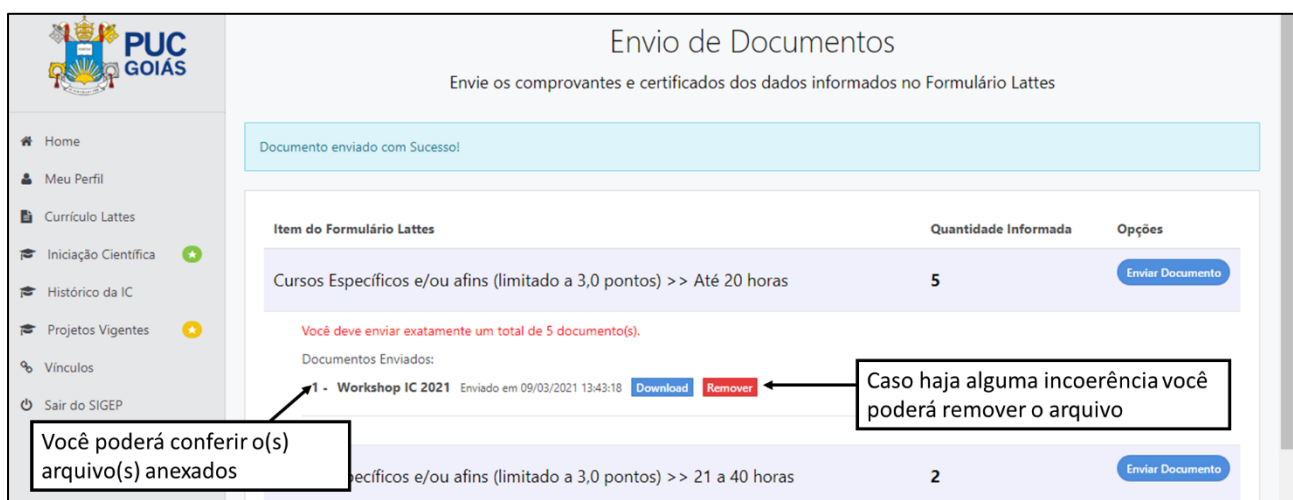 PUC
GOIÁS
Envio de Documentos
Envie os comprovantes e certificados dos dados informados no Formulário Lattes
Home
Meu Perfil
Currículo Lattes
Iniciação Científica
Histórico da IC
Projetos Vigentes
Vínculos
Sair do SIGEP
Documento enviado com Sucesso!
Item do Formulário Lattes Quantidade Informada Opções
Cursos Específicos e/ou afins (limitado a 3,0 pontos) >> Até 20 horas 5 Enviar Documento
Você deve enviar exatamente um total de 5 documento(s).
Documentos Enviados:
1 - Workshop IC 2021 Enviado em 09/03/2021 13:43:18 Download Remover
Caso haja alguma incoerência você
poderá remover o arquivo
Você poderá conferir o(s)
arquivo(s) anexados
pecíficos e/ou afins (limitado a 3,0 pontos) >> 21 a 40 horas 2 Enviar Documento